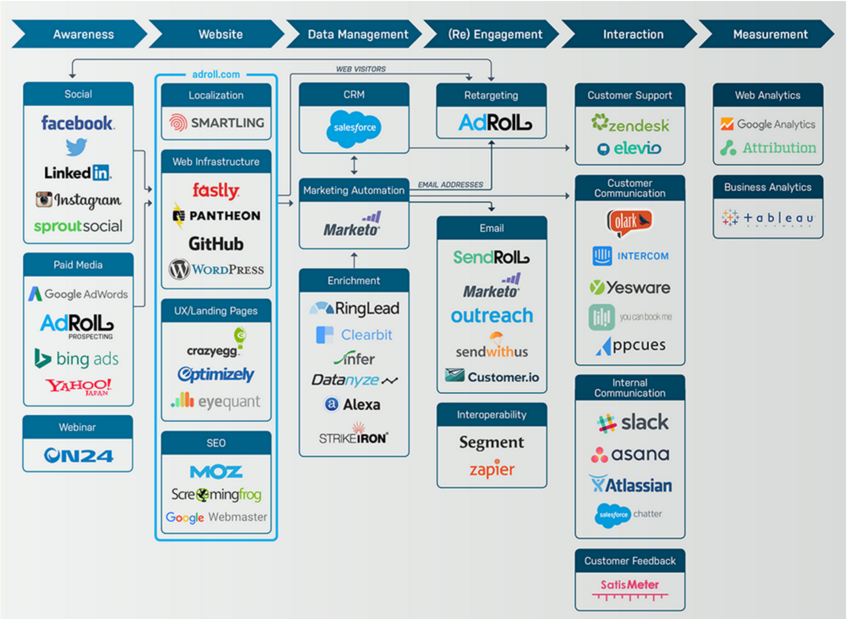 Awareness
Website
Data Management
(Re) Engagement
Interaction
Measurement
WEB VISITORS
EMAIL ADDRESSES
Social
facebook.
Linked in.
Instagram
sproutsocial
Paid Media
Google AdWords
AdRoll
PROSPECTING
bing ads
YAHOO!
JAPAN
Webinar
ON24
adroll.com
Localization
SMARTLING
Web Infrastructure
fastly
PANTHEON
GitHub
WORDPRESS
UX/Landing Pages
crazyegg
Optimizely
eyequant
SEO
MOZ
Screamingfrog
Google Webmaster
CRM
salesforce
Marketing Automation
Marketo
Enrichment
RingLead
Clearbit
infer
Datanyze
a Alexa
STRIKEIRON
Retargeting
AdRoll
Email
SendRoll
Marketo
outreach
sendwithus
Customer.io
Interoperability
Segment
zapier
Customer Support
zendesk
elevio
Customer
Communication
olark
INTERCOM
Yesware
you can book me
Appcues
Internal
Communication
slack
asana
Atlassian
salesforce chatter
Customer Feedback
SatisMeter
Web Analytics
Google Analytics
Attribution
Business Analytics
tableau